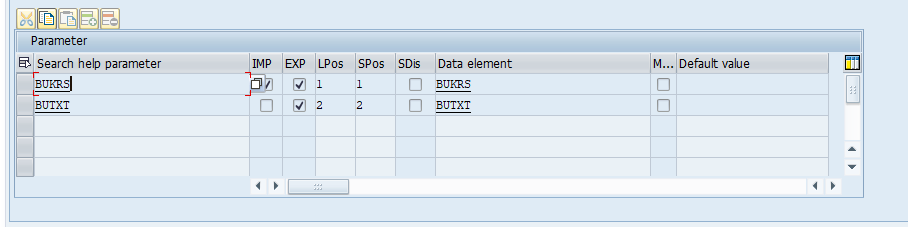 Parameter
Search help parameter IMP EXP LPos SPos SDis Data element M... Default value
BUKRS 1 1 BUKRS
BUTXT 2 2 BUTXT